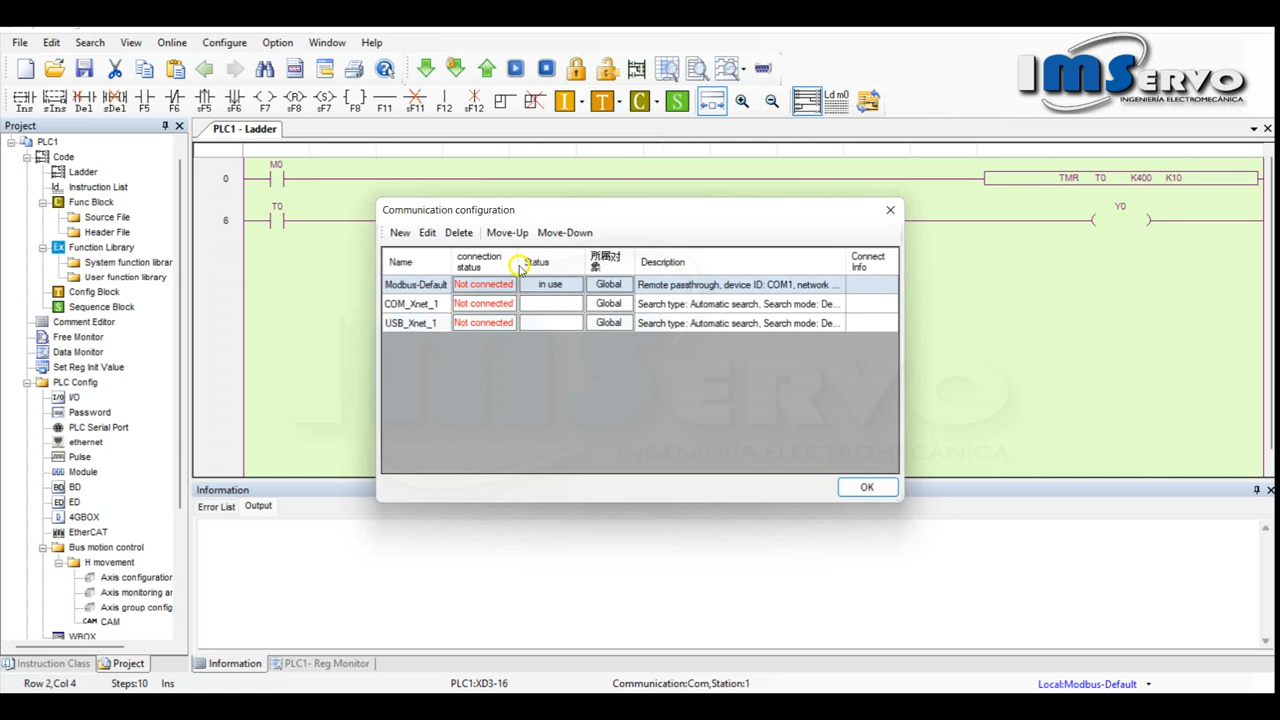 File Edit Search View Online Configure Option Window Help
IMServo
INGENIERÍA ELECTROMECÁNICA
Ins sIns Del sDel F5 F6 sF5 sF6 F7 sF8 sF7 F8 F11 sF11 F12 sF12 I T C S Ld m0
Project
PLC1 - Ladder
PLC1
Code
Ladder
Instruction List
Func Block
Source File
Header File
Function Library
System function librar
User function library
Config Block
Sequence Block
Comment Editor
Free Monitor
Data Monitor
Set Reg Init Value
PLC Config
I/O
Password
PLC Serial Port
ethernet
Pulse
Module
BD
ED
4GBOX
EtherCAT
Bus motion control
H movement
Axis configuration
Axis monitoring ar
Axis group config
CAM CAM
WBOX
0 M0 TMR T0 K400 K10
6 T0 Y0
Communication configuration
New Edit Delete Move-Up Move-Down
Name connection status Status 所属对象 Description Connect Info
Modbus-Default Not connected in use Global Remote passthrough, device ID: COM1, network ...
COM_Xnet_1 Not connected Global Search type: Automatic search, Search mode: De...
USB_Xnet_1 Not connected Global Search type: Automatic search, Search mode: De...
OK
INGENIERÍA ELECTROMECÁNICA
Information
Error List Output
Instruction Class Project Information PLC1- Reg Monitor
Row 2,Col 4 Steps:10 Ins PLC1:XD3-16 Communication:Com,Station:1 Local:Modbus-Default